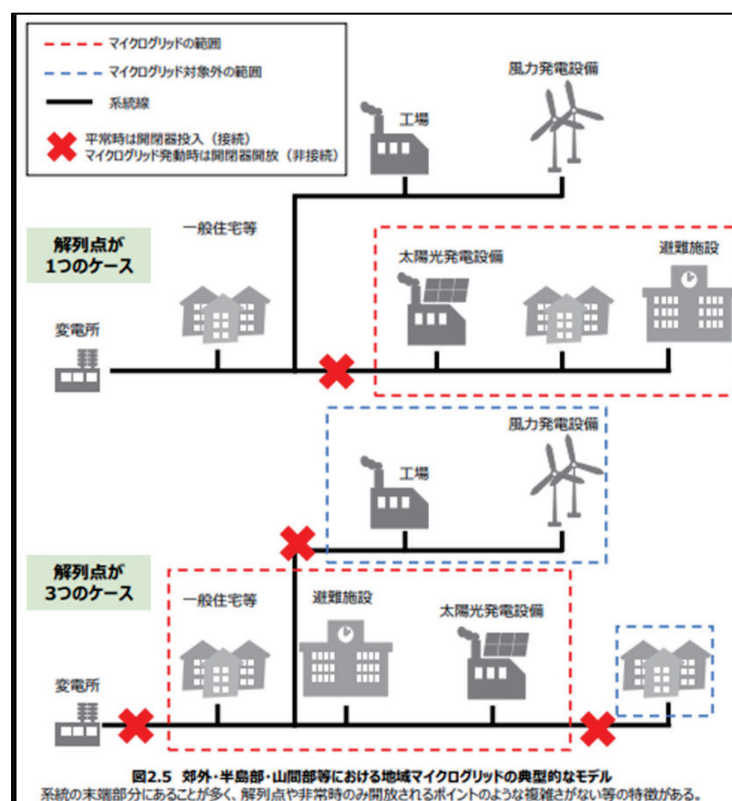 マイクログリッドの範囲
マイクログリッド対象外の範囲
系統線
平常時は開閉器投入（接続）
マイクログリッド発動時は開閉器開放（非接続）
風力発電設備
工場
解列点が
1つのケース
一般住宅等
太陽光発電設備
避難施設
変電所
風力発電設備
工場
解列点が
3つのケース
一般住宅等
避難施設
太陽光発電設備
変電所
図2.5 郊外・半島部・山間部等における地域マイクログリッドの典型的なモデル
系統の末端部分にあることが多く、解列点や非常時のみ開放されるポイントのような複雑さがない等の特徴がある。